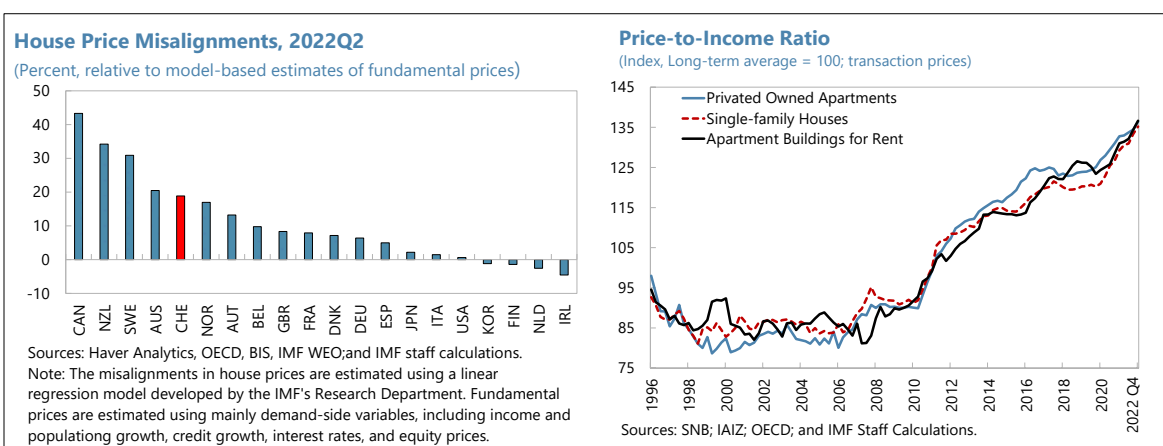 House Price Misalignments, 2022Q2
(Percent, relative to model-based estimates of fundamental prices)
50
40
30
20
10
0
-10
CAN
NZL
SWE
AUS
CHE
NOR
AUT
BEL
GBR
FRA
DNK
DEU
ESP
JPN
ITA
USA
KOR
FIN
NLD
IRL
Sources: Haver Analytics, OECD, BIS, IMF WEO;and IMF staff calculations.
Note: The misalignments in house prices are estimated using a linear
regression model developed by the IMF's Research Department. Fundamental
prices are estimated using mainly demand-side variables, including income and
populationg growth, credit growth, interest rates, and equity prices.
Price-to-Income Ratio
(Index, Long-term average = 100; transaction prices)
145
135
125
115
105
95
85
75
Privated Owned Apartments
Single-family Houses
Apartment Buildings for Rent
1996
1998
2000
2002
2004
2006
2008
2010
2012
2014
2016
2018
2020
2022 Q4
Sources: SNB; IAIZ; OECD; and IMF Staff Calculations.